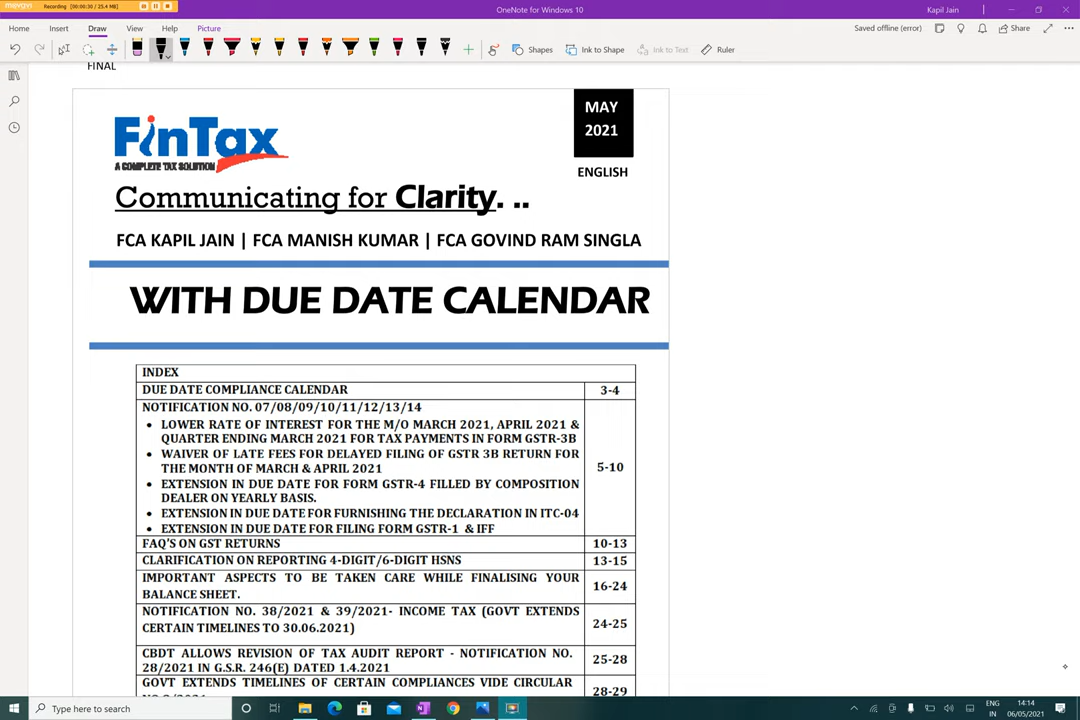 movavi
Recording (00:00:30 / 25.4 MB)
OneNote for Windows 10
Kapil Jain
Home
Insert
Draw
View
Help
Picture
Saved offline (error)
Share
Shapes
Ink to Shape
Ink to Text
Ruler
FINAL
FinTax
A COMPLETE TAX SOLUTION
MAY
2021
ENGLISH
Communicating for Clarity. ..
FCA KAPIL JAIN | FCA MANISH KUMAR | FCA GOVIND RAM SINGLA
WITH DUE DATE CALENDAR
INDEX
DUE DATE COMPLIANCE CALENDAR 3-4
NOTIFICATION NO. 07/08/09/10/11/12/13/14
• LOWER RATE OF INTEREST FOR THE M/O MARCH 2021, APRIL 2021 &
QUARTER ENDING MARCH 2021 FOR TAX PAYMENTS IN FORM GSTR-3B
• WAIVER OF LATE FEES FOR DELAYED FILING OF GSTR 3B RETURN FOR
THE MONTH OF MARCH & APRIL 2021
5-10
• EXTENSION IN DUE DATE FOR FORM GSTR-4 FILLED BY COMPOSITION
DEALER ON YEARLY BASIS.
• EXTENSION IN DUE DATE FOR FURNISHING THE DECLARATION IN ITC-04
• EXTENSION IN DUE DATE FOR FILING FORM GSTR-1 & IFF
FAQ'S ON GST RETURNS 10-13
CLARIFICATION ON REPORTING 4-DIGIT/6-DIGIT HSNS 13-15
IMPORTANT ASPECTS TO BE TAKEN CARE WHILE FINALISING YOUR
BALANCE SHEET.
16-24
NOTIFICATION NO. 38/2021 & 39/2021- INCOME TAX (GOVT EXTENDS
CERTAIN TIMELINES TO 30.06.2021)
24-25
CBDT ALLOWS REVISION OF TAX AUDIT REPORT - NOTIFICATION NO.
28/2021 IN G.S.R. 246(E) DATED 1.4.2021
25-28
GOVT EXTENDS TIMELINES OF CERTAIN COMPLIANCES VIDE CIRCULAR
28-29
Type here to search
ENG
IN
14:14
06/05/2021